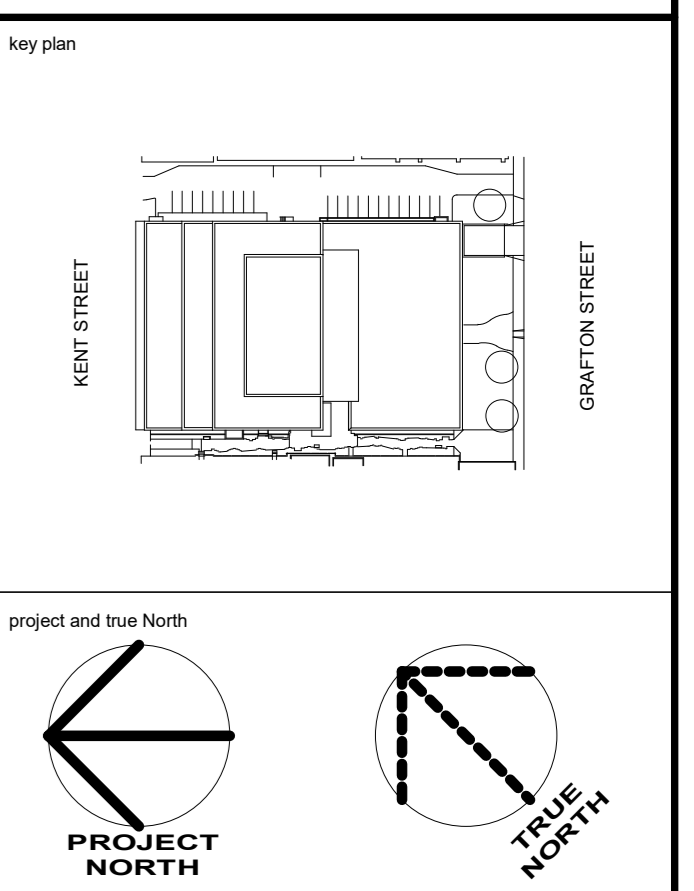 key plan
KENT STREET
GRAFTON STREET
project and true North
PROJECT
NORTH
TRUE
NORTH